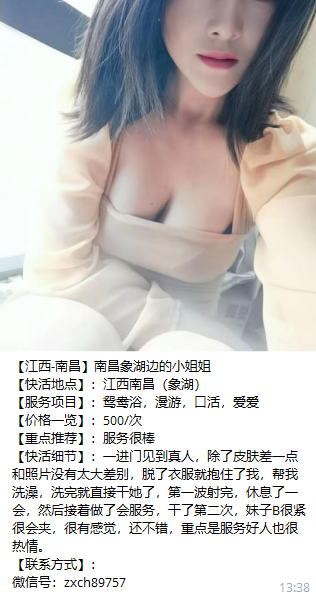 【江西-南昌】南昌象湖边的小姐姐
【快活地点】：江西南昌（象湖）
【服务项目】：鸳鸯浴，漫游，口活，爱爱
【价格一览】：500/次
【重点推荐】：服务很棒
【快活细节】：一进门见到真人，除了皮肤差一点
和照片没有太大差别，脱了衣服就抱住了我，帮我
洗澡，洗完就直接干她了，第一波射完，休息了一
会，然后接着做了会服务，干了第二次，妹子B很紧
很会夹，很有感觉，还不错，重点是服务好人也很
热情。
【联系方式】：
微信号：zxch89757
13:38